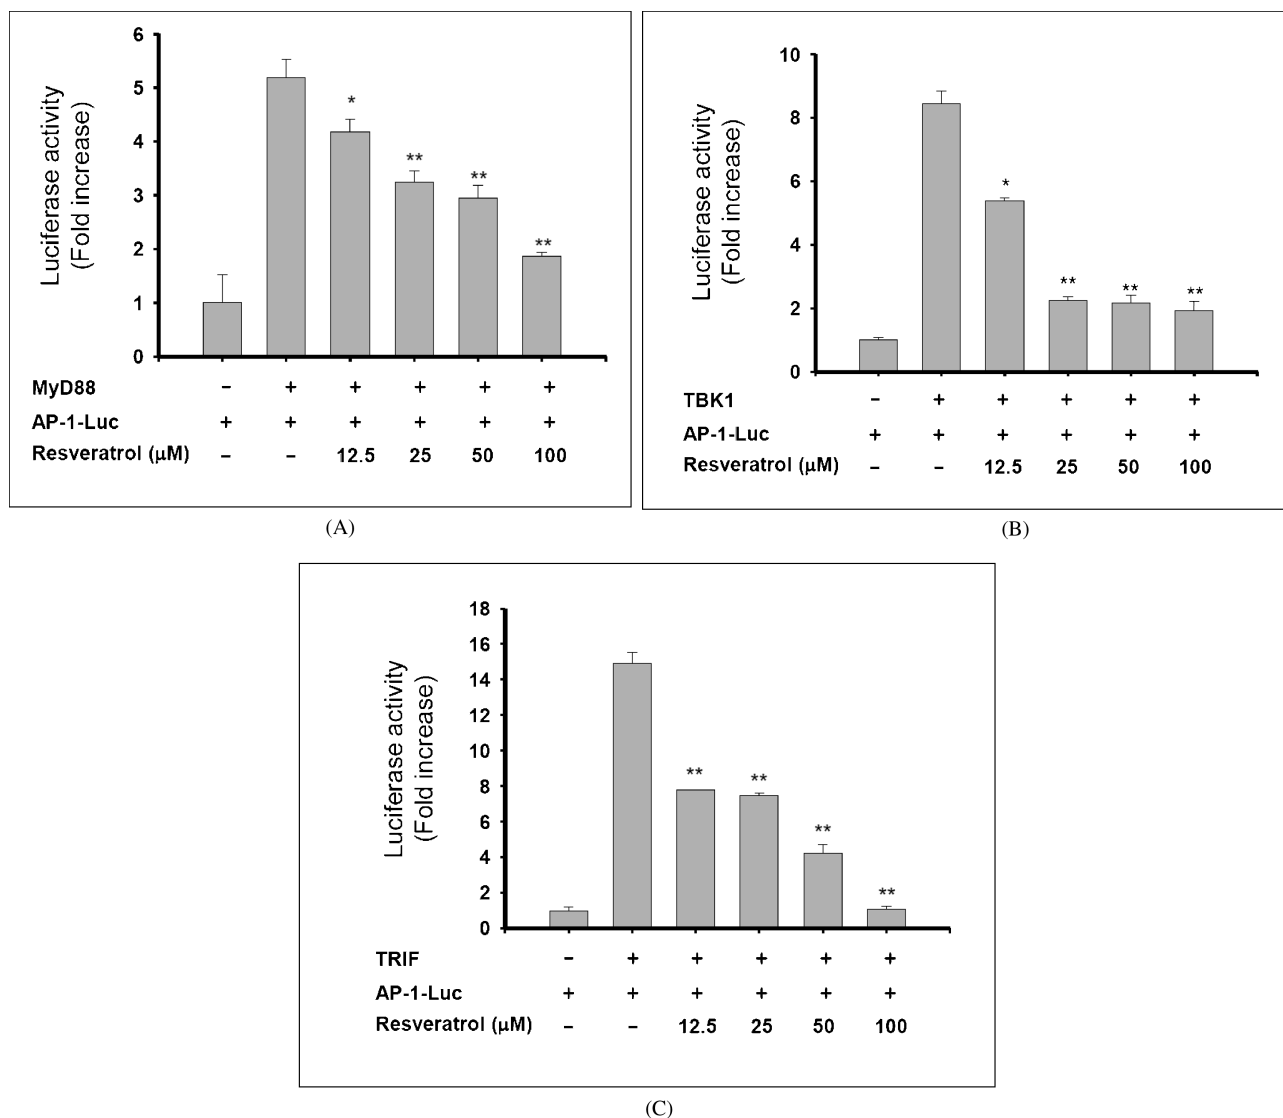 6
5
4
3
2
1
0
Luciferase activity
(Fold increase)
*
**
**
**
MyD88 – + + + + +
AP-1-Luc + + + + + +
Resveratrol (μM) – – 12.5 25 50 100
(A)
10
8
6
4
2
0
Luciferase activity
(Fold increase)
*
**
**
**
TBK1 – + + + + +
AP-1-Luc + + + + + +
Resveratrol (μM) – – 12.5 25 50 100
(B)
18
16
14
12
10
8
6
4
2
0
Luciferase activity
(Fold increase)
**
**
**
**
TRIF – + + + + +
AP-1-Luc + + + + + +
Resveratrol (μM) – – 12.5 25 50 100
(C)